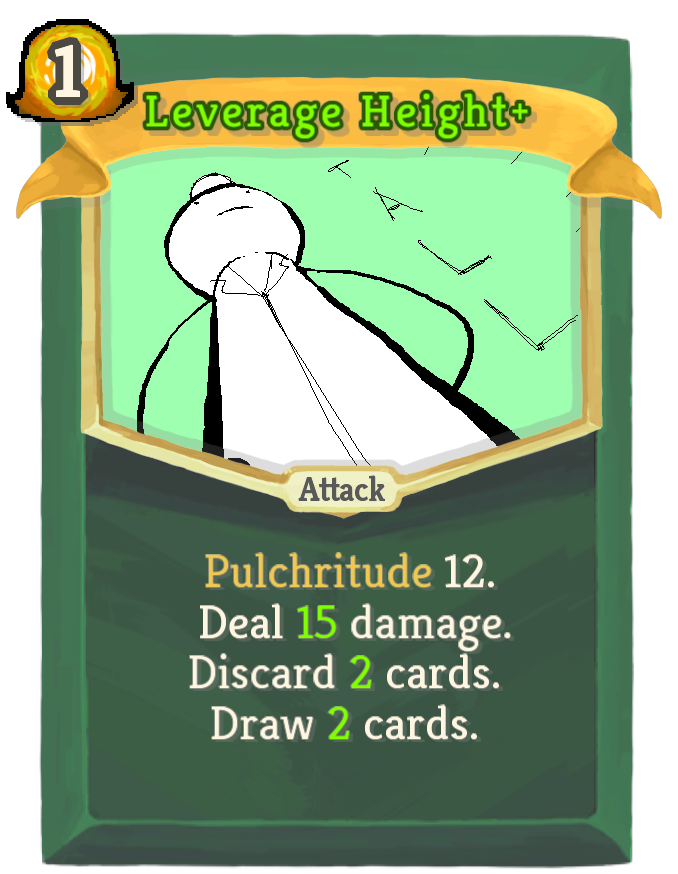 1
Leverage Height+
Attack
Pulchritude 12.
Deal 15 damage.
Discard 2 cards.
Draw 2 cards.